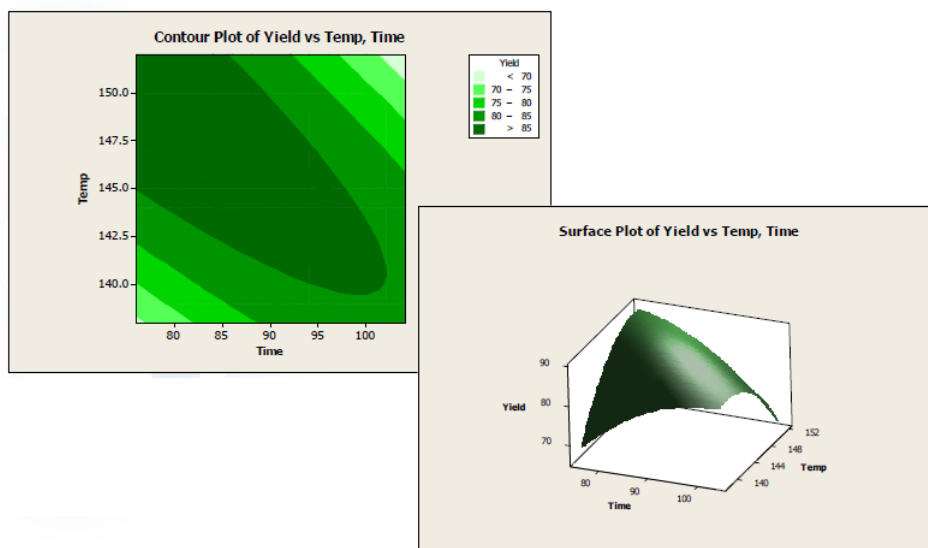 Contour Plot of Yield vs Temp, Time
Yield
< 70
70 – 75
75 – 80
80 – 85
> 85
150.0
147.5
145.0
142.5
140.0
Temp
80 85 90 95 100
Time
Surface Plot of Yield vs Temp, Time
90
80
70
Yield
80
90
100
Time
140
144
148
152
Temp